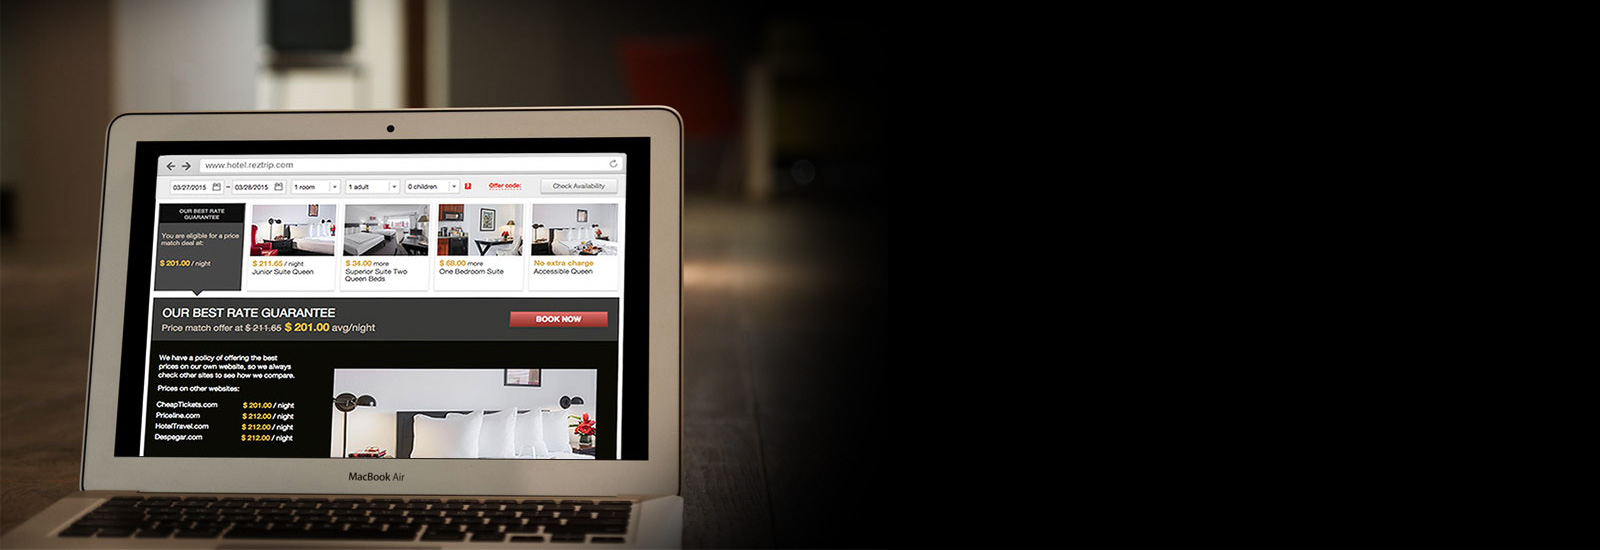 www.hotel.reztrip.com
03/27/2015 – 03/28/2015 1 room 1 adult 0 children Offer code: Check Availability
OUR BEST RATE
GUARANTEE
You are eligible for a price
match deal at:
$ 201.00 / night
$ 211.65 / night
Junior Suite Queen
$ 34.00 more
Superior Suite Two
Queen Beds
$ 68.00 more
One Bedroom Suite
No extra charge
Accessible Queen
OUR BEST RATE GUARANTEE
Price match offer at $ 211.65 $ 201.00 avg/night
BOOK NOW
We have a policy of offering the best
prices on our own website, so we always
check other sites to see how we compare.
Prices on other websites:
CheapTickets.com $ 201.00 / night
Priceline.com $ 212.00 / night
HotelTravel.com $ 212.00 / night
Despegar.com $ 212.00 / night
MacBook Air